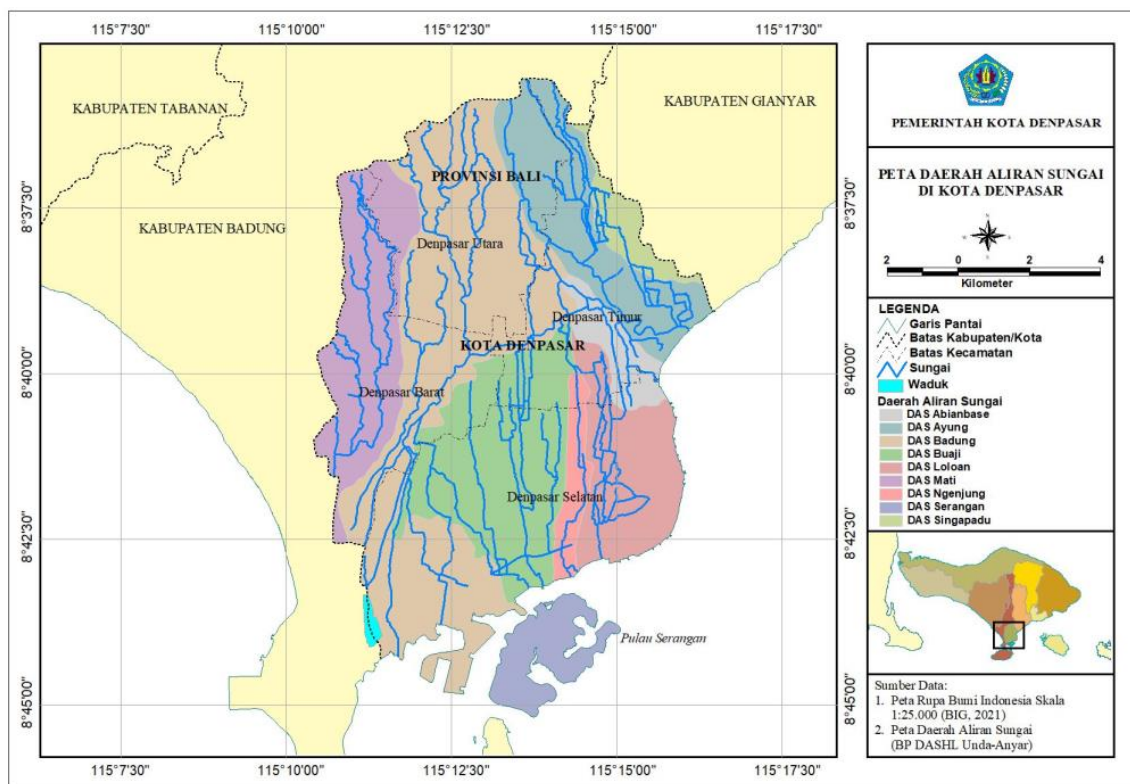 115°7'30" 115°10'00" 115°12'30" 115°15'00" 115°17'30"
KABUPATEN TABANAN
KABUPATEN GIANYAR
PROVINSI BALI
8°37'30"
8°37'30"
KABUPATEN BADUNG
Denpasar Utara
Denpasar Timur
KOTA DENPASAR
8°40'00"
8°40'00"
Denpasar Barat
Denpasar Selatan
8°42'30"
8°42'30"
Pulau Serangan
8°45'00"
8°45'00"
115°7'30" 115°10'00" 115°12'30" 115°15'00" 115°17'30"
PEMERINTAH KOTA DENPASAR
PETA DAERAH ALIRAN SUNGAI
DI KOTA DENPASAR
2 0 2 4
Kilometer
LEGENDA
Garis Pantai
Batas Kabupaten/Kota
Batas Kecamatan
Sungai
Waduk
Daerah Aliran Sungai
DAS Abianbase
DAS Ayung
DAS Badung
DAS Buaji
DAS Loloan
DAS Mati
DAS Ngenjung
DAS Serangan
DAS Singapadu
Sumber Data:
1. Peta Rupa Bumi Indonesia Skala
1:25.000 (BIG, 2021)
2. Peta Daerah Aliran Sungai
(BP DASHL Unda-Anyar)